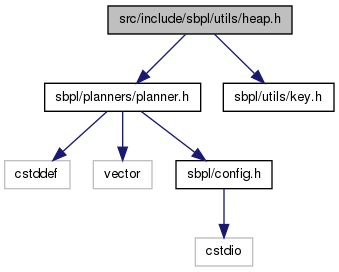 src/include/sbpl/utils/heap.h
sbpl/planners/planner.h
sbpl/utils/key.h
cstddef
vector
sbpl/config.h
cstdio